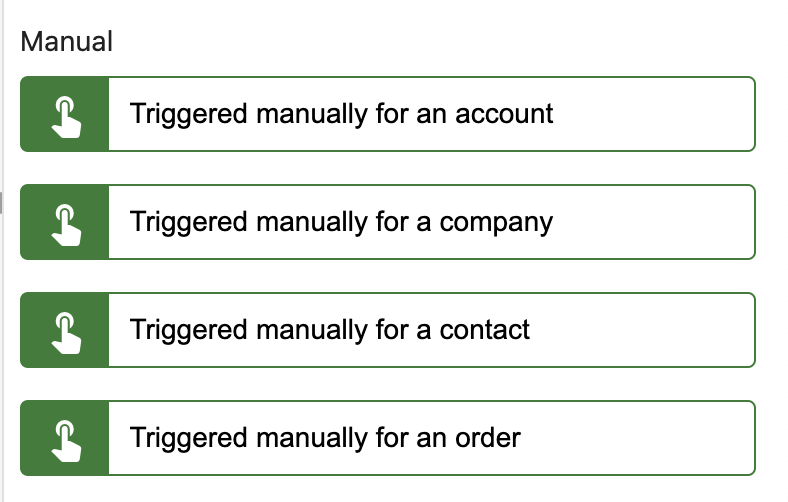 Manual
Triggered manually for an account
Triggered manually for a company
Triggered manually for a contact
Triggered manually for an order